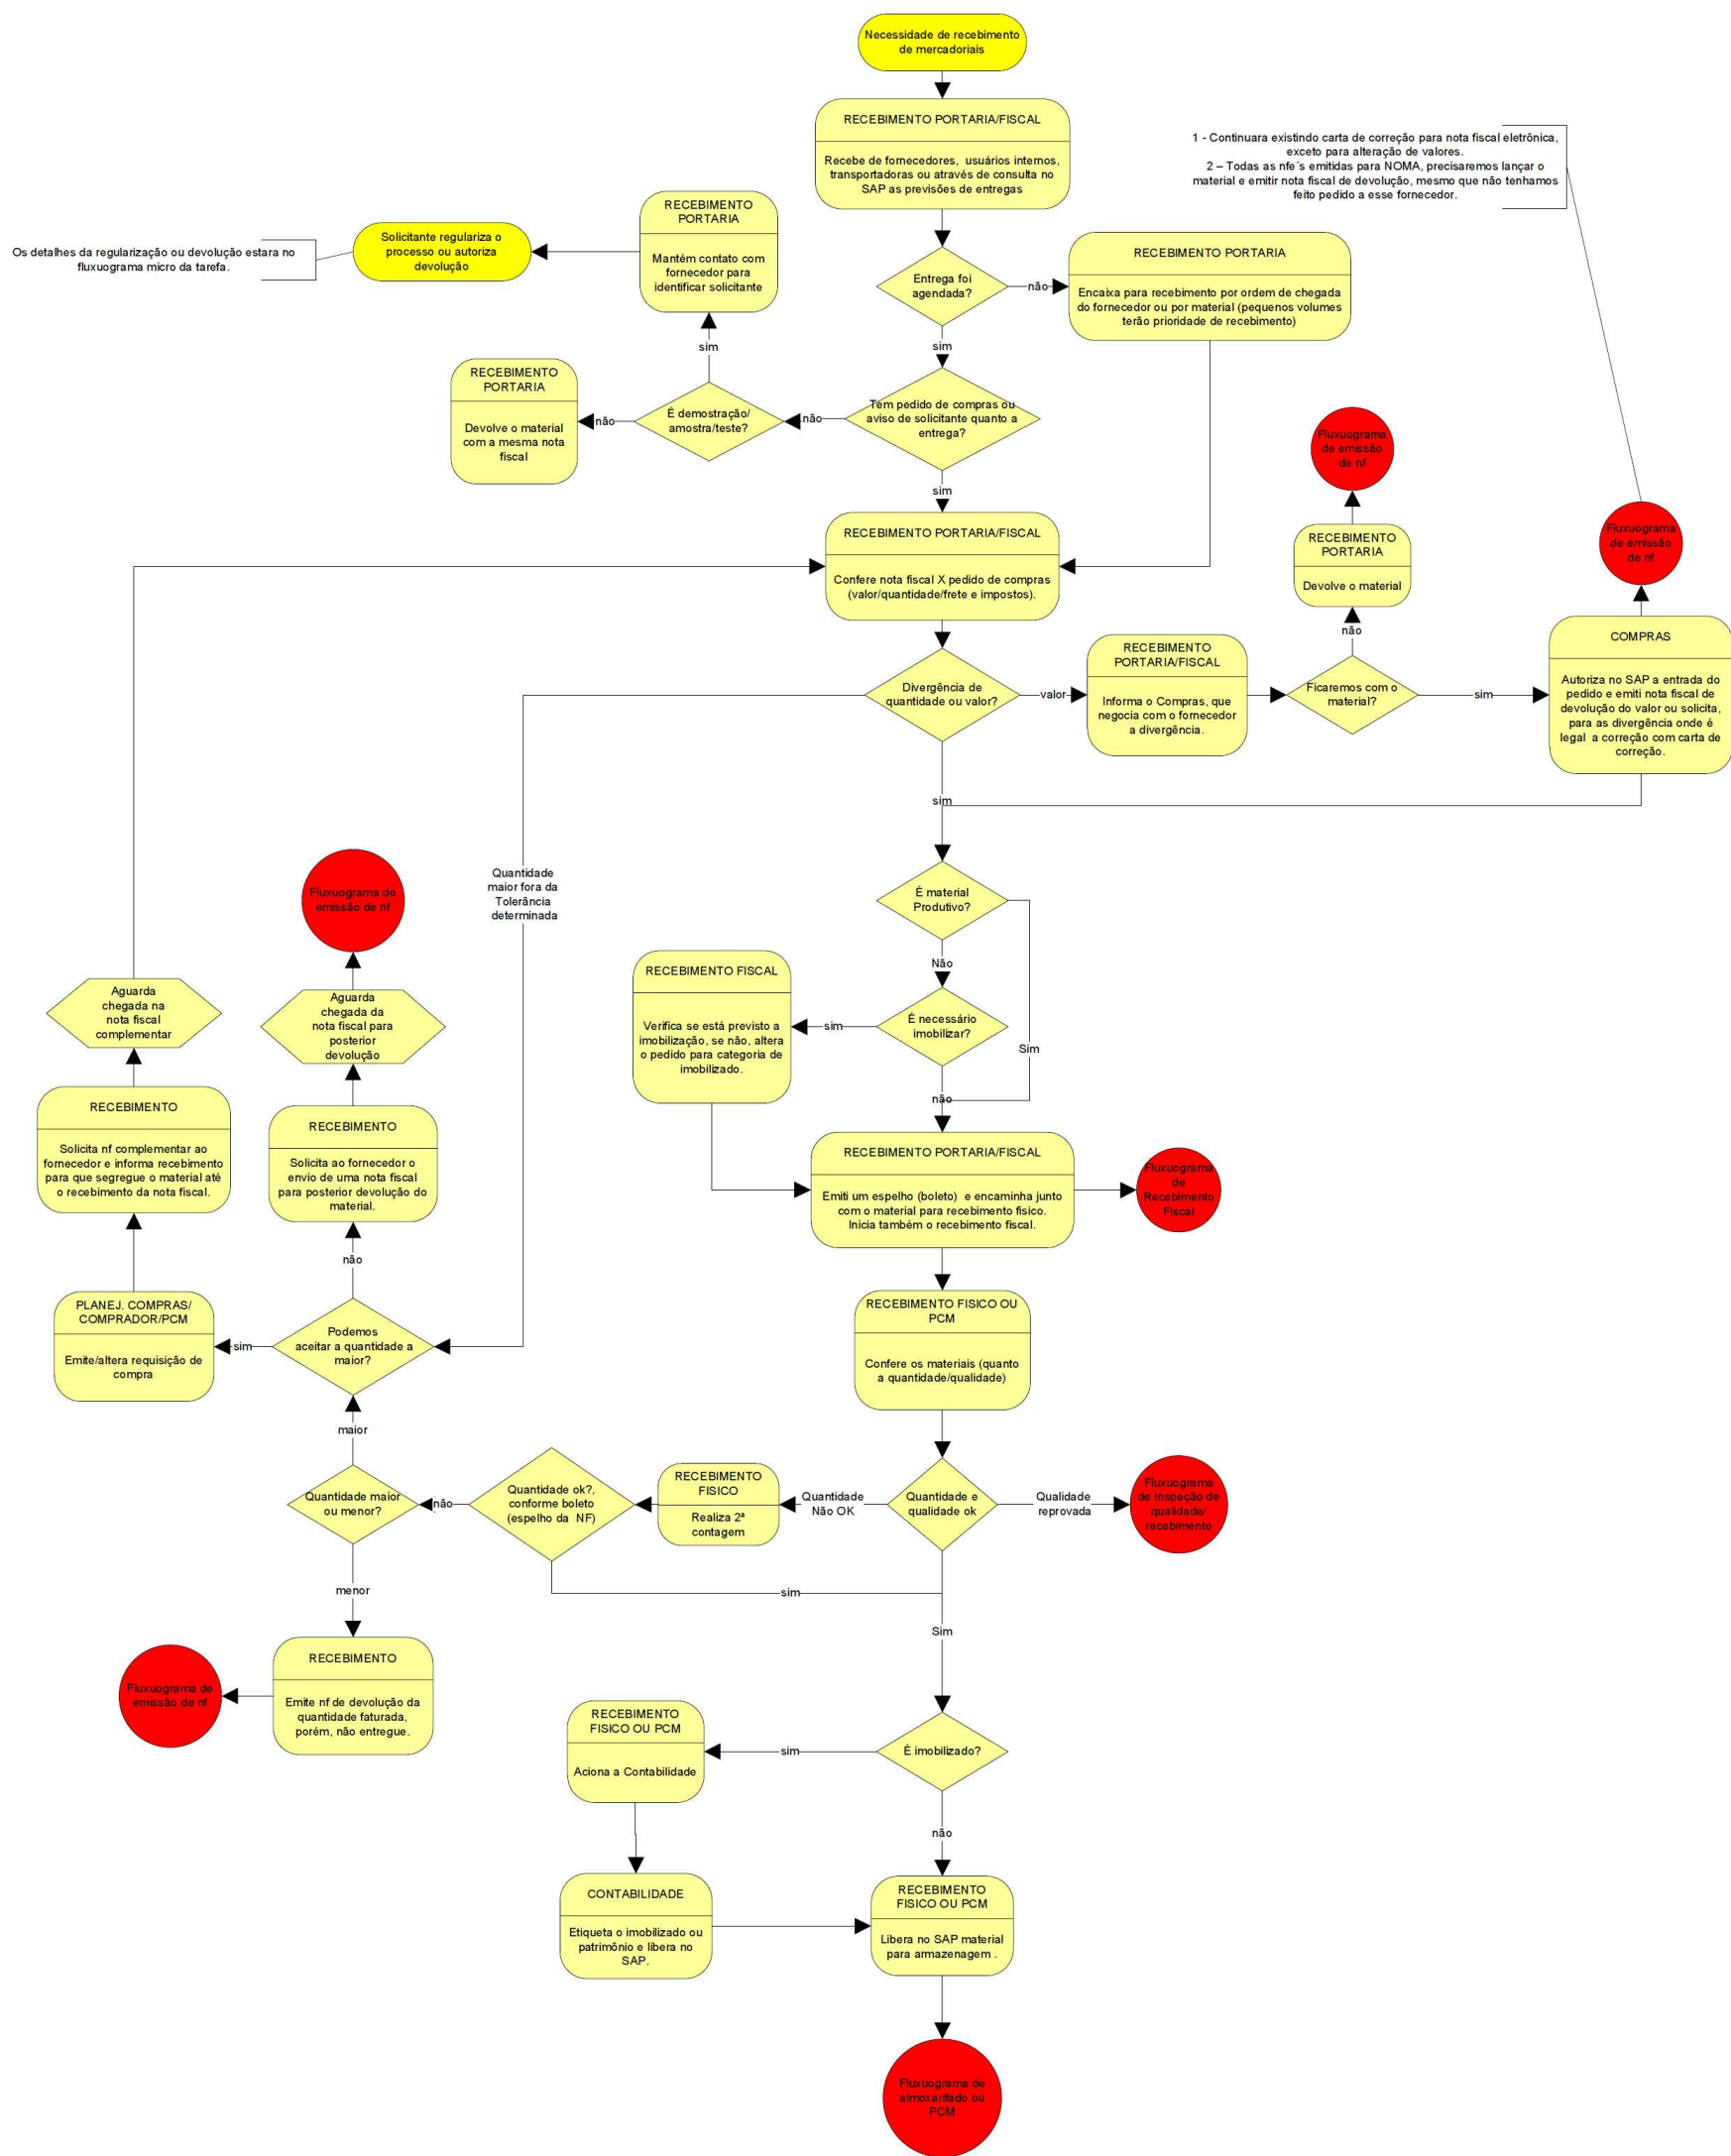 Necessidade de recebimento
de mercadoriais
RECEBIMENTO PORTARIA/FISCAL
Recebe de fornecedores, usuários internos,
transportadoras ou através de consulta no
SAP as previsões de entregas
1 - Continuara existindo carta de correção para nota fiscal eletrônica,
exceto para alteração de valores.
2 – Todas as nfe´s emitidas para NOMA, precisaremos lançar o
material e emitir nota fiscal de devolução, mesmo que não tenhamos
feito pedido a esse fornecedor.
RECEBIMENTO
PORTARIA
Mantém contato com
fornecedor para
identificar solicitante
Solicitante regulariza o
processo ou autoriza
devolução
Os detalhes da regularização ou devolução estara no
fluxuograma micro da tarefa.
Entrega foi
agendada?
não
RECEBIMENTO PORTARIA
Encaixa para recebimento por ordem de chegada
do fornecedor ou por material (pequenos volumes
terão prioridade de recebimento)
sim
sim
RECEBIMENTO
PORTARIA
Devolve o material
com a mesma nota
fiscal
não
É demostração/
amostra/teste?
não
Têm pedido de compras ou
aviso de solicitante quanto a
entrega?
sim
Fluxuograma
de emissão
de nf
Fluxuograma
de emissão
de nf
RECEBIMENTO PORTARIA/FISCAL
Confere nota fiscal X pedido de compras
(valor/quantidade/frete e impostos).
RECEBIMENTO
PORTARIA
Devolve o material
não
Divergência de
quantidade ou valor?
valor
RECEBIMENTO
PORTARIA/FISCAL
Informa o Compras, que
negocia com o fornecedor
a divergência.
Ficaremos com o
material?
sim
COMPRAS
Autoriza no SAP a entrada do
pedido e emiti nota fiscal de
devolução do valor ou solicita,
para as divergência onde é
legal a correção com carta de
correção.
sim
Quantidade
maior fora da
Tolerância
determinada
Fluxuograma de
emissão de nf
É material
Produtivo?
Não
Sim
RECEBIMENTO FISCAL
Verifica se está previsto a
imobilização, se não, altera
o pedido para categoria de
imobilizado.
sim
É necessário
imobilizar?
não
Aguarda
chegada na
nota fiscal
complementar
Aguarda
chegada da
nota fiscal para
posterior
devolução
RECEBIMENTO
Solicita nf complementar ao
fornecedor e informa recebimento
para que segregue o material até
o recebimento da nota fiscal.
RECEBIMENTO
Solicita ao fornecedor o
envio de uma nota fiscal
para posterior devolução do
material.
não
RECEBIMENTO PORTARIA/FISCAL
Emiti um espelho (boleto) e encaminha junto
com o material para recebimento fisico.
Inicia também o recebimento fiscal.
Fluxuograma
de
Recebimento
Fiscal
PLANEJ. COMPRAS/
COMPRADOR/PCM
Emite/altera requisição de
compra
sim
Podemos
aceitar a quantidade a
maior?
maior
RECEBIMENTO FISICO OU
PCM
Confere os materiais (quanto
a quantidade/qualidade)
Quantidade maior
ou menor?
não
Quantidade ok?,
conforme boleto
(espelho da NF)
RECEBIMENTO
FISICO
Realiza 2ª
contagem
Quantidade
Não OK
Quantidade e
qualidade ok
Qualidade
reprovada
Fluxuograma
de Inspeção de
qualidade/
recebimento
menor
sim
Sim
Fluxuograma de
emissão de nf
RECEBIMENTO
Emite nf de devolução da
quantidade faturada,
porém, não entregue.
RECEBIMENTO
FISICO OU PCM
Aciona a Contabilidade
sim
É imobilizado?
não
CONTABILIDADE
Etiqueta o imobilizado ou
patrimônio e libera no
SAP.
RECEBIMENTO
FISICO OU PCM
Libera no SAP material
para armazenagem .
Fluxuograma de
almoxarifado ou
PCM